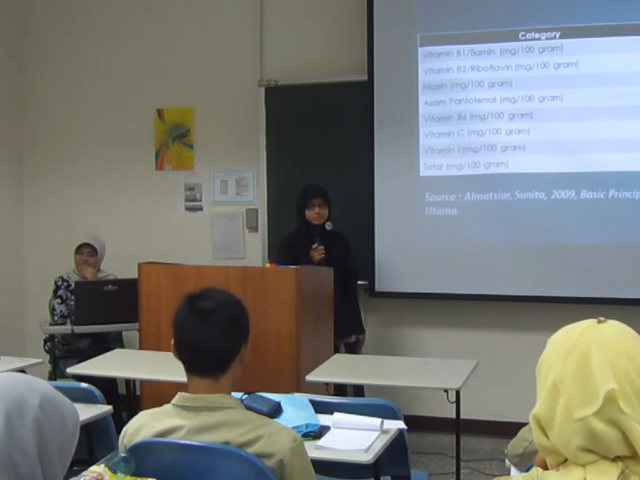 Category
Vitamin B1/tiamin (mg/100 gram)
Vitamin B2/Riboflavin (mg/100 gram)
Niasin (mg/100 gram)
Asam Pantotenat (mg/100 gram)
Vitamin B6 (mg/100 gram)
Vitamin C (mg/100 gram)
Vitamin E(mg/100 gram)
Total (mg/100 gram)
Source : Almatsiar, Sunita, 2009, Basic Princip
Utama.